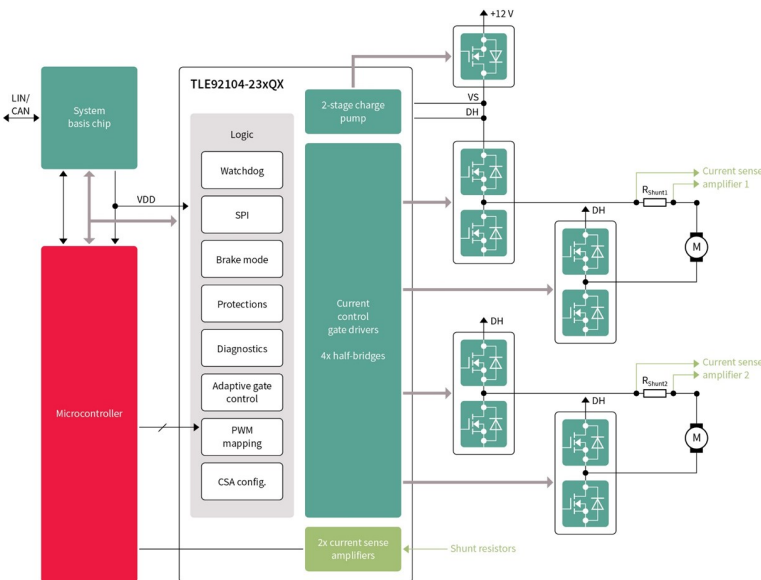 +12 V
TLE92104-23xQX
LIN/
CAN
System
basis chip
2-stage charge
pump
VS
DH
Logic
Watchdog
VDD
SPI
Brake mode
Protections
Diagnostics
Adaptive gate
control
PWM
mapping
CSA config.
Current
control
gate drivers
4x half-bridges
Microcontroller
2x current sense
amplifiers
Shunt resistors
RShunt1
Current sense
amplifier 1
DH
M
DH
RShunt2
Current sense
amplifier 2
DH
M